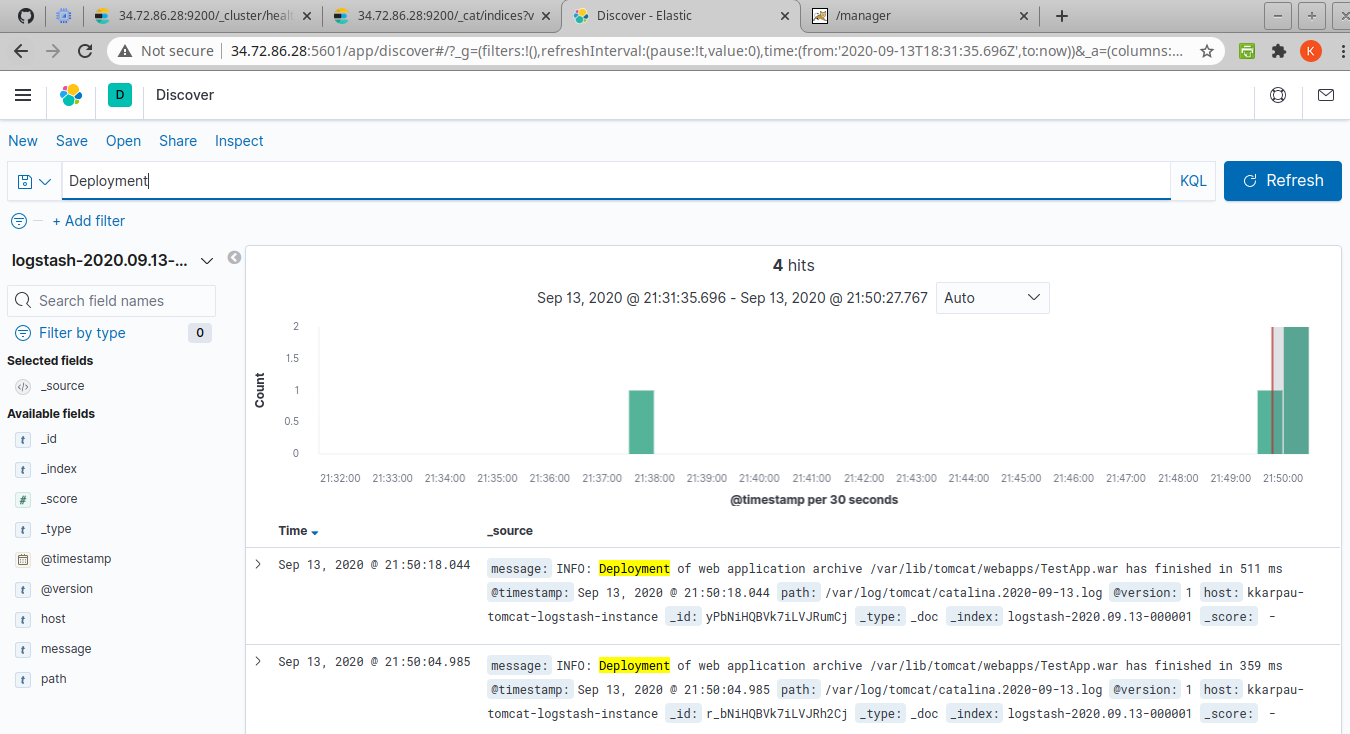 34.72.86.28:9200/_cluster/healt
34.72.86.28:9200/_cat/indices?v
Discover - Elastic
/manager
Not secure
34.72.86.28:5601/app/discover#/?_g=(filters:!(),refreshInterval:(pause:!t,value:0),time:(from:'2020-09-13T18:31:35.696Z',to:now))&_a=(columns:...
K
D
Discover
New Save Open Share Inspect
Deployment
KQL
Refresh
+ Add filter
logstash-2020.09.13-...
Search field names
Filter by type
0
Selected fields
_source
Available fields
t _id
t _index
# _score
t _type
@timestamp
t @version
t host
t message
t path
4 hits
Sep 13, 2020 @ 21:31:35.696 - Sep 13, 2020 @ 21:50:27.767
Auto
2
1.5
1
0.5
0
Count
21:32:00 21:33:00 21:34:00 21:35:00 21:36:00 21:37:00 21:38:00 21:39:00 21:40:00 21:41:00 21:42:00 21:43:00 21:44:00 21:45:00 21:46:00 21:47:00 21:48:00 21:49:00 21:50:00
@timestamp per 30 seconds
Time _source
Sep 13, 2020 @ 21:50:18.044
message: INFO: Deployment of web application archive /var/lib/tomcat/webapps/TestApp.war has finished in 511 ms
@timestamp: Sep 13, 2020 @ 21:50:18.044 path: /var/log/tomcat/catalina.2020-09-13.log @version: 1 host: kkarpau-
tomcat-logstash-instance _id: yPbNiHQBVk7iLVJRumCj _type: _doc _index: logstash-2020.09.13-000001 _score: -
Sep 13, 2020 @ 21:50:04.985
message: INFO: Deployment of web application archive /var/lib/tomcat/webapps/TestApp.war has finished in 359 ms
@timestamp: Sep 13, 2020 @ 21:50:04.985 path: /var/log/tomcat/catalina.2020-09-13.log @version: 1 host: kkarpau-
tomcat-logstash-instance _id: r_bNiHQBVk7iLVJRh2Cj _type: _doc _index: logstash-2020.09.13-000001 _score: -